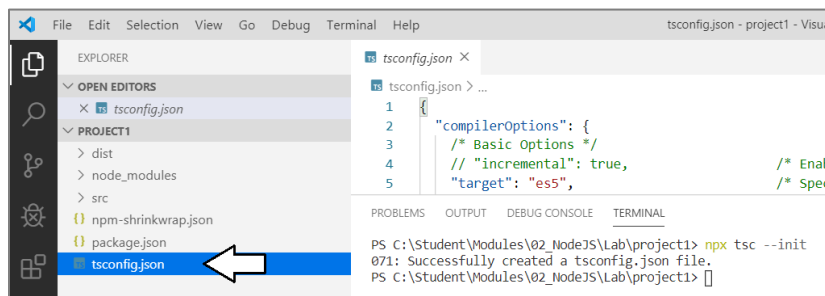 File Edit Selection View Go Debug Terminal Help tsconfig.json - project1 - Visua
EXPLORER
OPEN EDITORS
TS tsconfig.json
PROJECT1
dist
node_modules
src
{} npm-shrinkwrap.json
{} package.json
TS tsconfig.json
TS tsconfig.json
TS tsconfig.json > ...
1 {
2 "compilerOptions": {
3 /* Basic Options */
4 // "incremental": true, /* Enal
5 "target": "es5", /* Spec
PROBLEMS OUTPUT DEBUG CONSOLE TERMINAL
PS C:\Student\Modules\02_NodeJS\Lab\project1> npx tsc --init
071: Successfully created a tsconfig.json file.
PS C:\Student\Modules\02_NodeJS\Lab\project1>